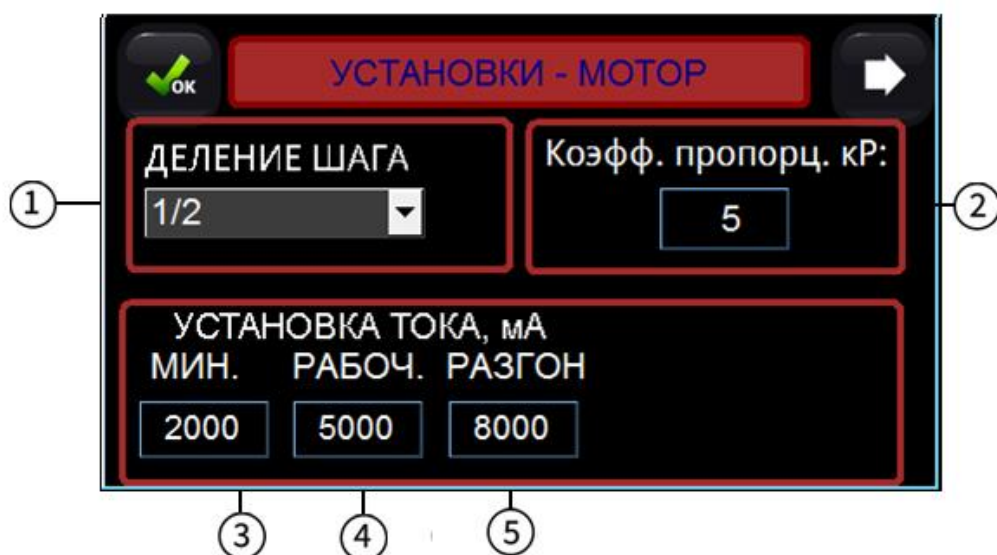 ОК
УСТАНОВКИ - МОТОР
ДЕЛЕНИЕ ШАГА
1/2
Коэфф. пропорц. кР:
5
1
2
УСТАНОВКА ТОКА, мА
МИН. РАБОЧ. РАЗГОН
2000 5000 8000
3 4 5